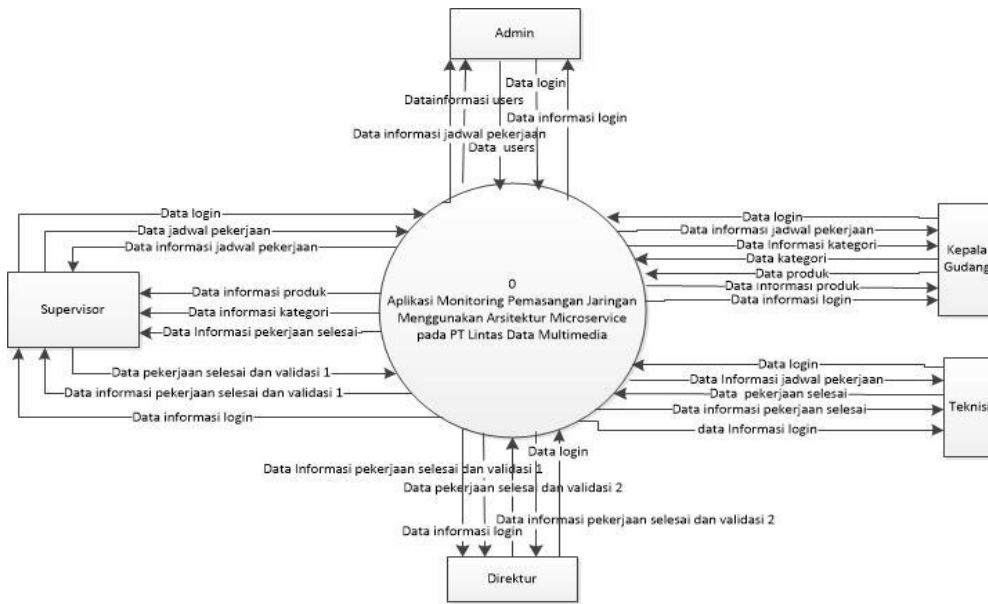 Admin
Data login
Datainformasi users
Data informasi login
Data informasi jadwal pekerjaan
Data users
Data login
Data jadwal pekerjaan
Data informasi jadwal pekerjaan
Supervisor
Data informasi produk
Data informasi kategori
Data Informasi pekerjaan selesai
Data pekerjaan selesai dan validasi 1
Data informasi pekerjaan selesai dan validasi 1
Data informasi login
0
Aplikasi Monitoring Pemasangan Jaringan
Menggunakan Arsitektur Microservice
pada PT Lintas Data Multimedia
Data login
Data informasi jadwal pekerjaan
Data Informasi kategori
Data kategori
Data produk
Data Informasi produk
Data informasi login
Kepala
Gudang
Data login
Data Informasi jadwal pekerjaan
Data pekerjaan selesai
Data informasi pekerjaan selesai
data Informasi login
Teknisi
Data login
Data Informasi pekerjaan selesai dan validasi 1
Data pekerjaan selesai dan validasi 2
Data informasi pekerjaan selesai dan validasi 2
Data informasi login
Direktur